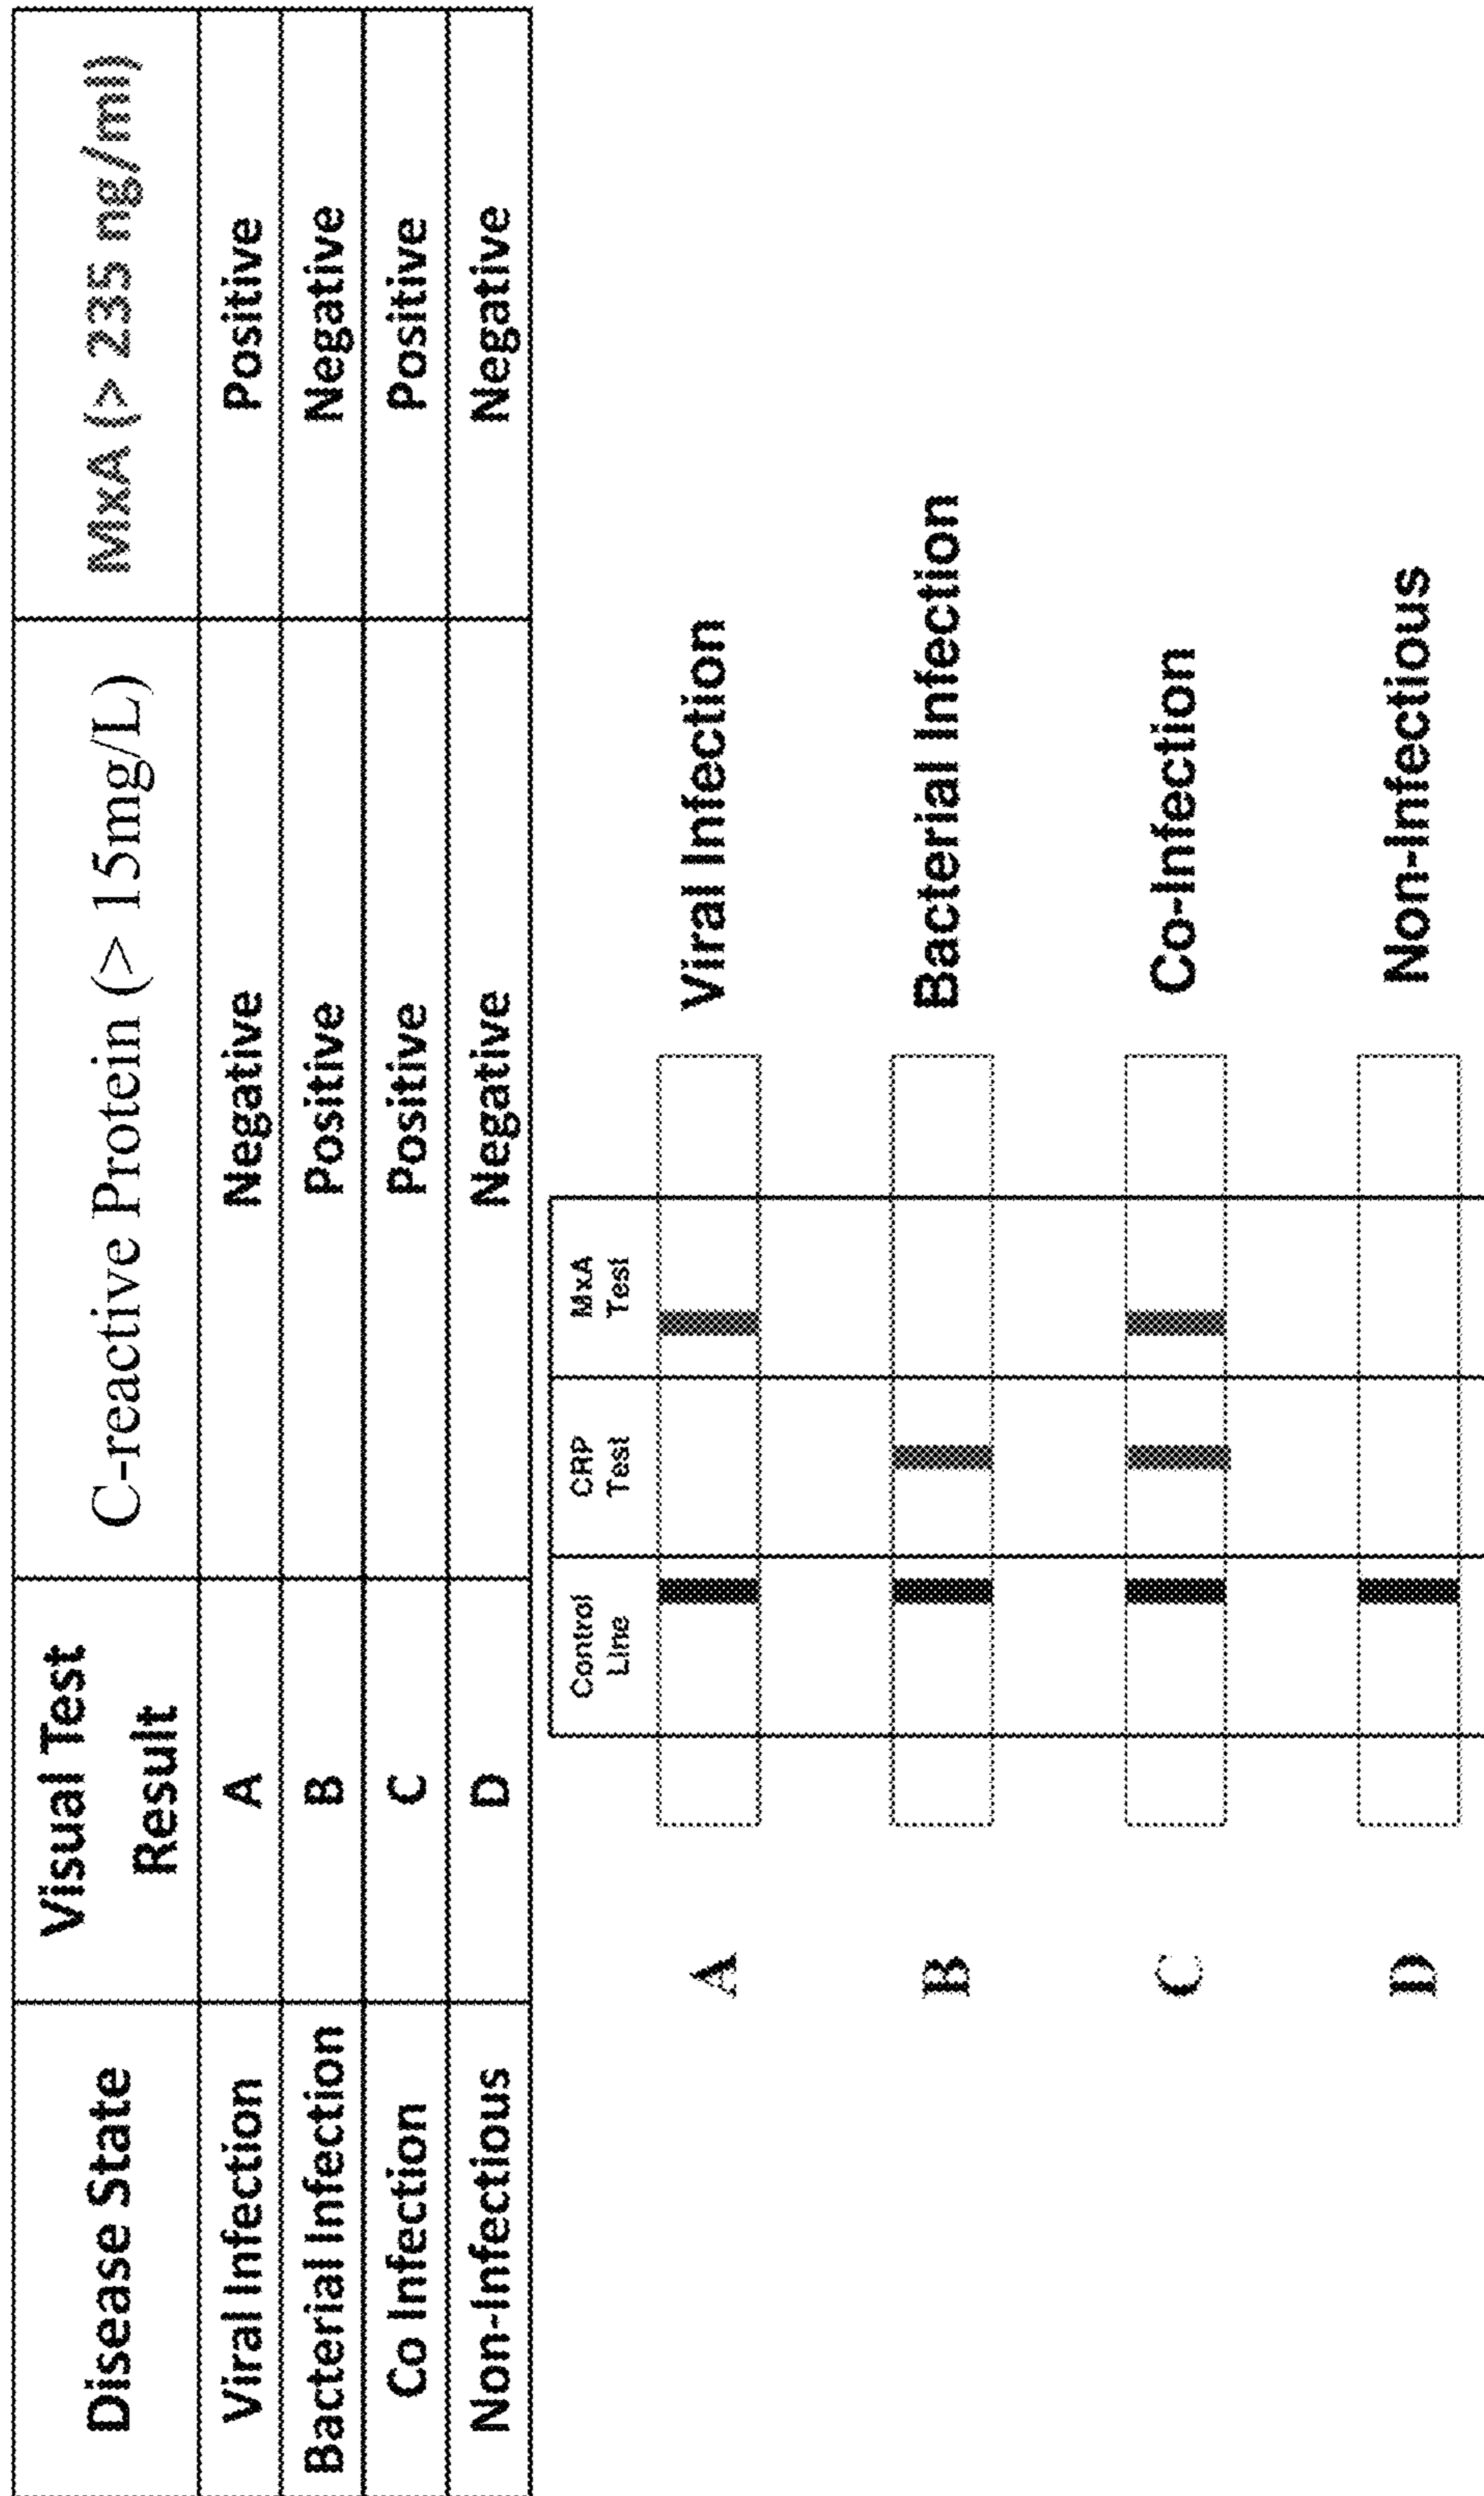 Disease State
Visual Test
Result
C-reactive Protein (> 15mg/L)
MxA (> 235 ng/ml)
Viral Infection
A
Negative
Positive
Bacterial Infection
B
Positive
Negative
Co Infection
C
Positive
Positive
Non-Infectious
D
Negative
Negative
Control
Line
CRP
Test
MxA
Test
A
Viral Infection
B
Bacterial Infection
C
Co-Infection
D
Non-Infectious